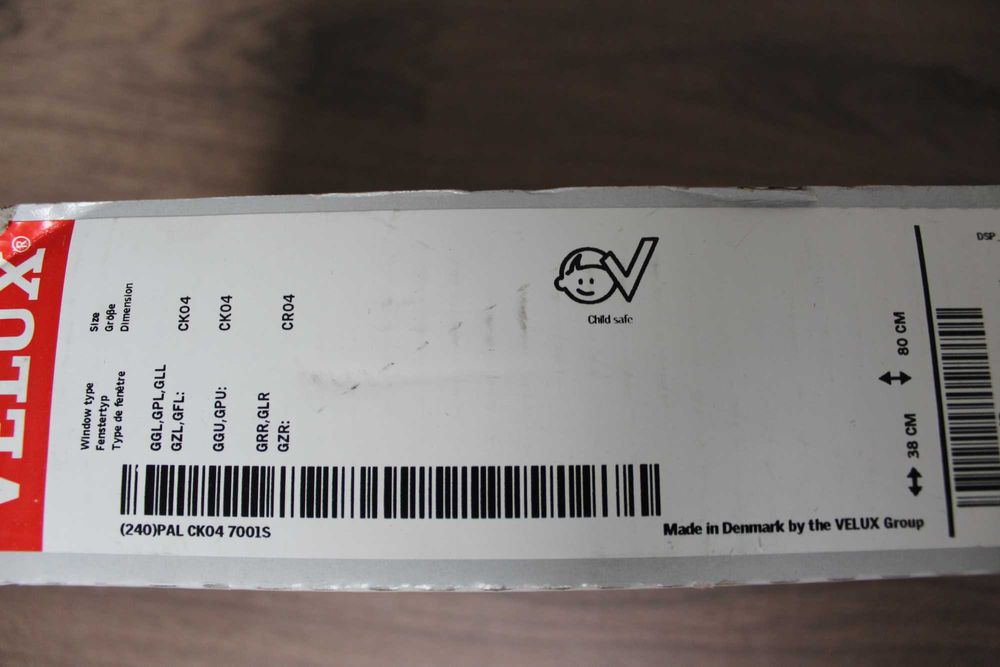 VELUX®
Window type Size
Fenstertyp Größe
Type de fenêtre Dimension
GGL,GPL,GLL CK04
GZL,GFL:
GGU,GPU: CK04
GRR,GLR CR04
GZR:
(240)PAL CK04 7001S
Child safe
Made in Denmark by the VELUX Group
38 CM 80 CM
DSP